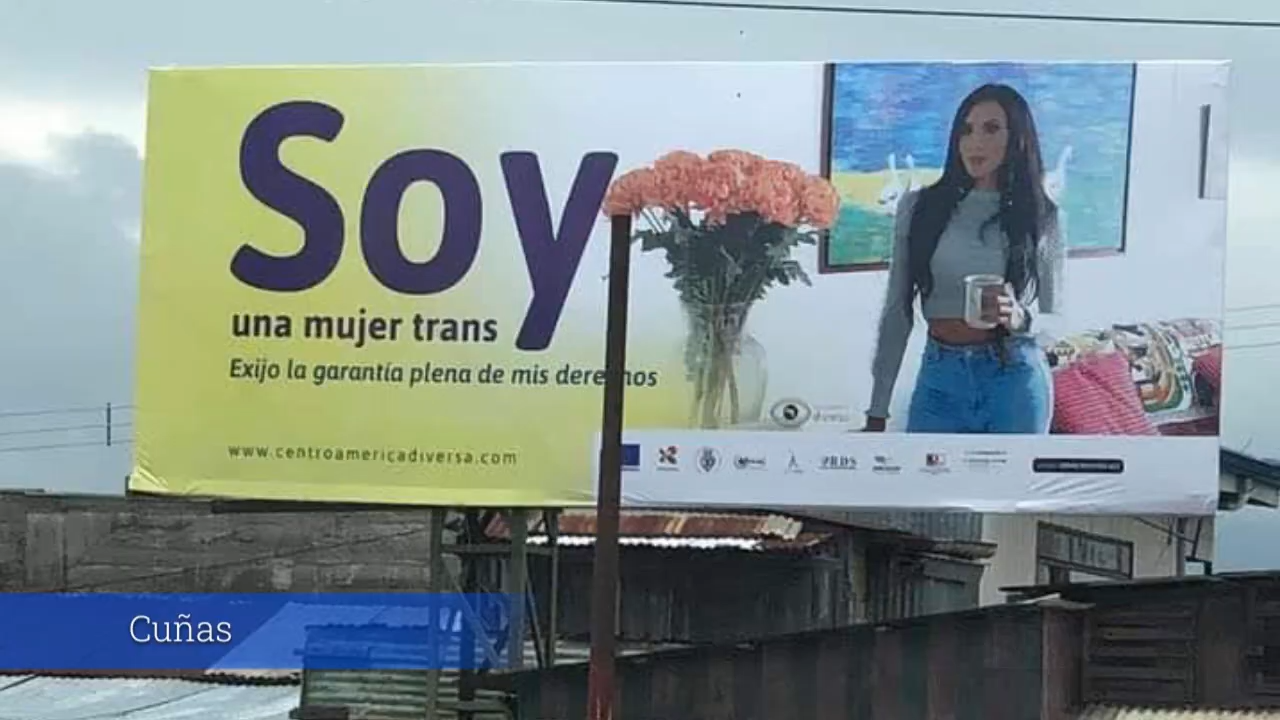 Soy
una mujer trans
Exijo la garantía plena de mis derechos
www.centroamericadiversa.com
Cuñas